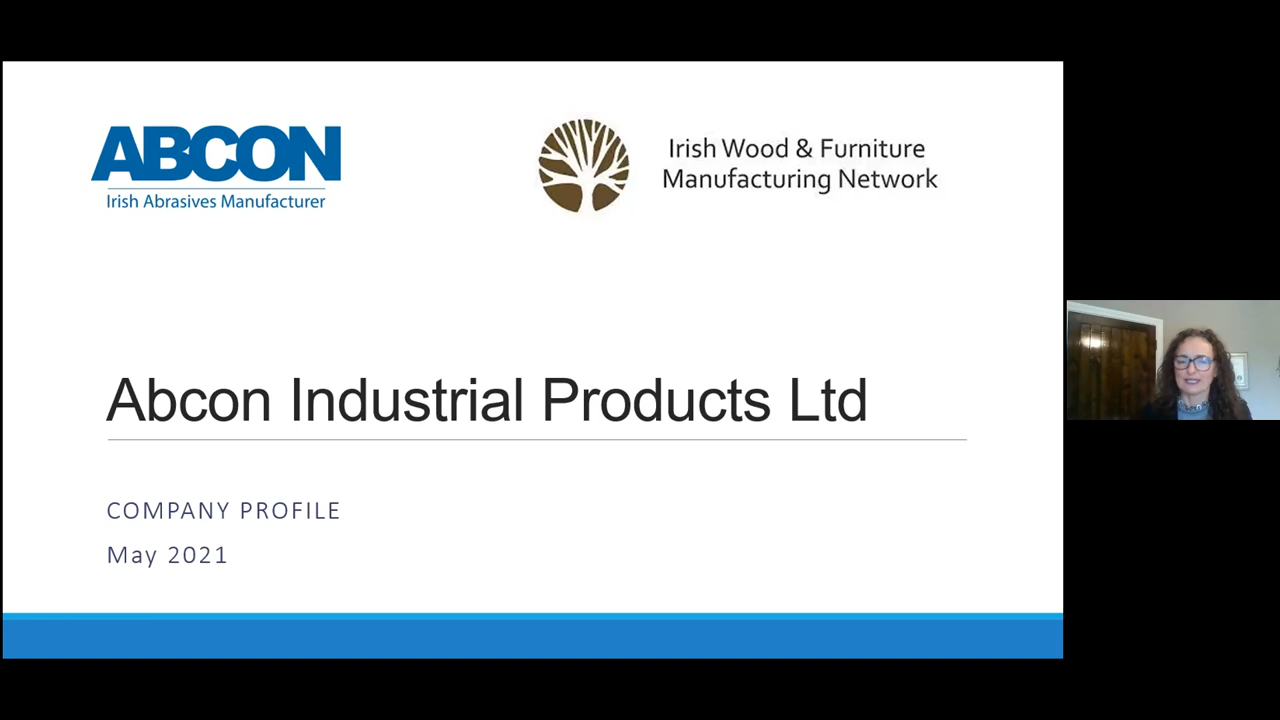 ABCON
Irish Abrasives Manufacturer
Irish Wood & Furniture
Manufacturing Network
Abcon Industrial Products Ltd
COMPANY PROFILE
May 2021